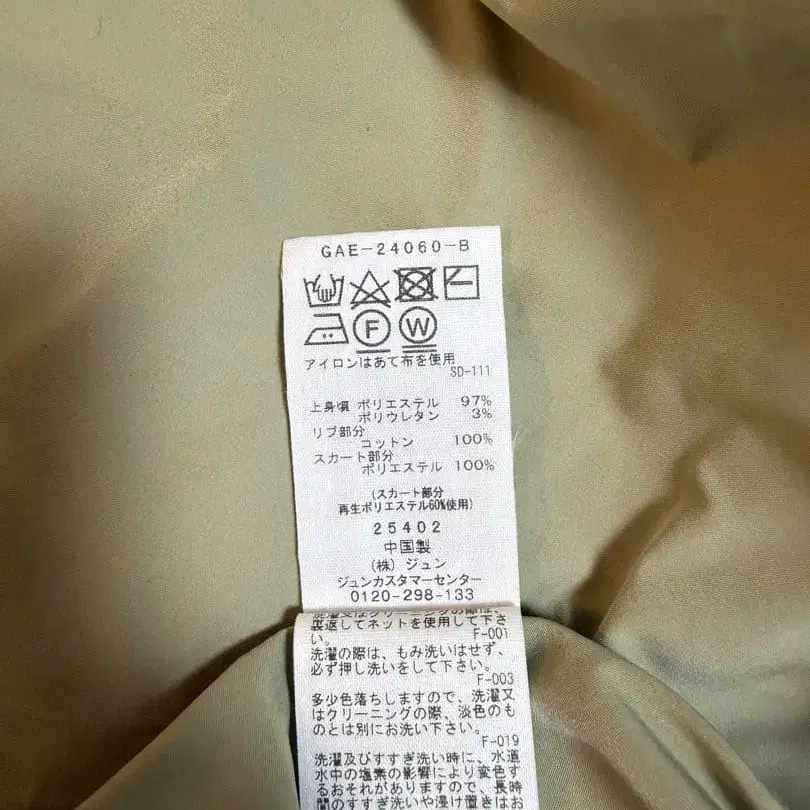 GAE-24060-B
F W
アイロンはあて布を使用
SD-111
上身頃 ポリエステル 97%
ポリウレタン 3%
リブ部分
コットン 100%
スカート部分
ポリエステル 100%
(スカート部分
再生ポリエステル60%使用)
25402
中国製
(株) ジュン
ジュンカスタマーセンター
0120-298-133
裏返してネットを使用して下さ
い。 F-001
洗濯の際は、もみ洗いはせず、
必ず押し洗いをして下さい。
F-003
多少色落ちしますので、洗濯又
はクリーニングの際、淡色のも
のとは別にお洗い下さい。
F-019
洗濯及びすすぎ洗い時に、水道
水中の塩素の影響により変色す
るおそれがありますので、長時
間のすすぎ洗いや浸け置きはお